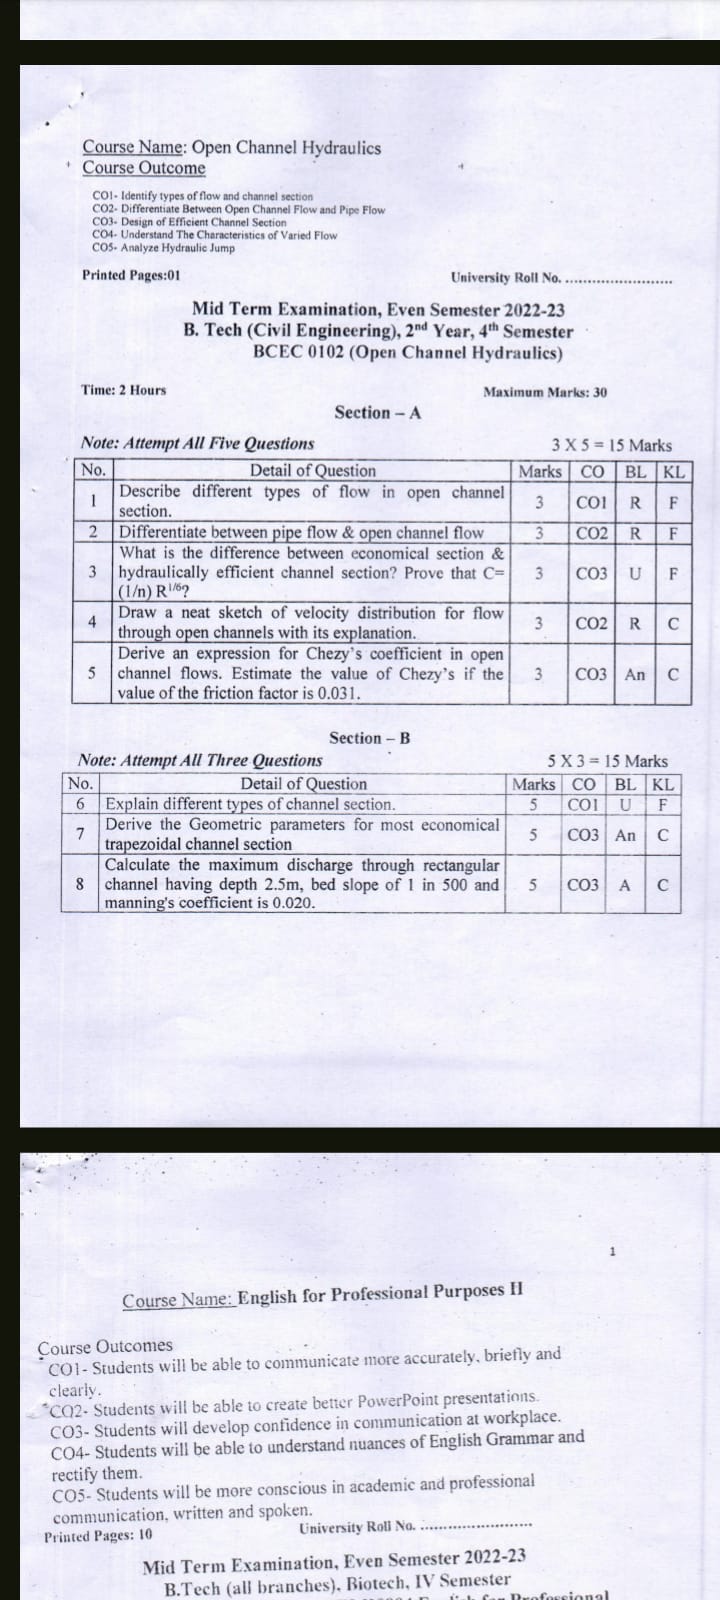 Course Name: Open Channel Hydraulics
Course Outcome
CO1- Identify types of flow and channel section
CO2- Differentiate Between Open Channel Flow and Pipe Flow
CO3- Design of Efficient Channel Section
CO4- Understand The Characteristics of Varied Flow
CO5- Analyze Hydraulic Jump
Printed Pages:01 University Roll No. ........................
Mid Term Examination, Even Semester 2022-23
B. Tech (Civil Engineering), 2nd Year, 4th Semester
BCEC 0102 (Open Channel Hydraulics)
Time: 2 Hours Maximum Marks: 30
Section – A
Note: Attempt All Five Questions 3 X 5 = 15 Marks
No. Detail of Question Marks CO BL KL
1 Describe different types of flow in open channel
section. 3 CO1 R F
2 Differentiate between pipe flow & open channel flow 3 CO2 R F
What is the difference between economical section &
3 hydraulically efficient channel section? Prove that C= 3 CO3 U F
(1/n) R^1/6?
4 Draw a neat sketch of velocity distribution for flow
through open channels with its explanation. 3 CO2 R C
Derive an expression for Chezy's coefficient in open
5 channel flows. Estimate the value of Chezy's if the 3 CO3 An C
value of the friction factor is 0.031.
Section – B
Note: Attempt All Three Questions 5 X 3 = 15 Marks
No. Detail of Question Marks CO BL KL
6 Explain different types of channel section. 5 CO1 U F
7 Derive the Geometric parameters for most economical
trapezoidal channel section 5 CO3 An C
Calculate the maximum discharge through rectangular
8 channel having depth 2.5m, bed slope of 1 in 500 and 5 CO3 A C
manning's coefficient is 0.020.
1
Course Name: English for Professional Purposes II
Course Outcomes
CO1- Students will be able to communicate more accurately, briefly and
clearly.
CO2- Students will be able to create better PowerPoint presentations.
CO3- Students will develop confidence in communication at workplace.
CO4- Students will be able to understand nuances of English Grammar and
rectify them.
CO5- Students will be more conscious in academic and professional
communication, written and spoken.
Printed Pages: 10 University Roll No. ........................
Mid Term Examination, Even Semester 2022-23
B.Tech (all branches), Biotech, IV Semester